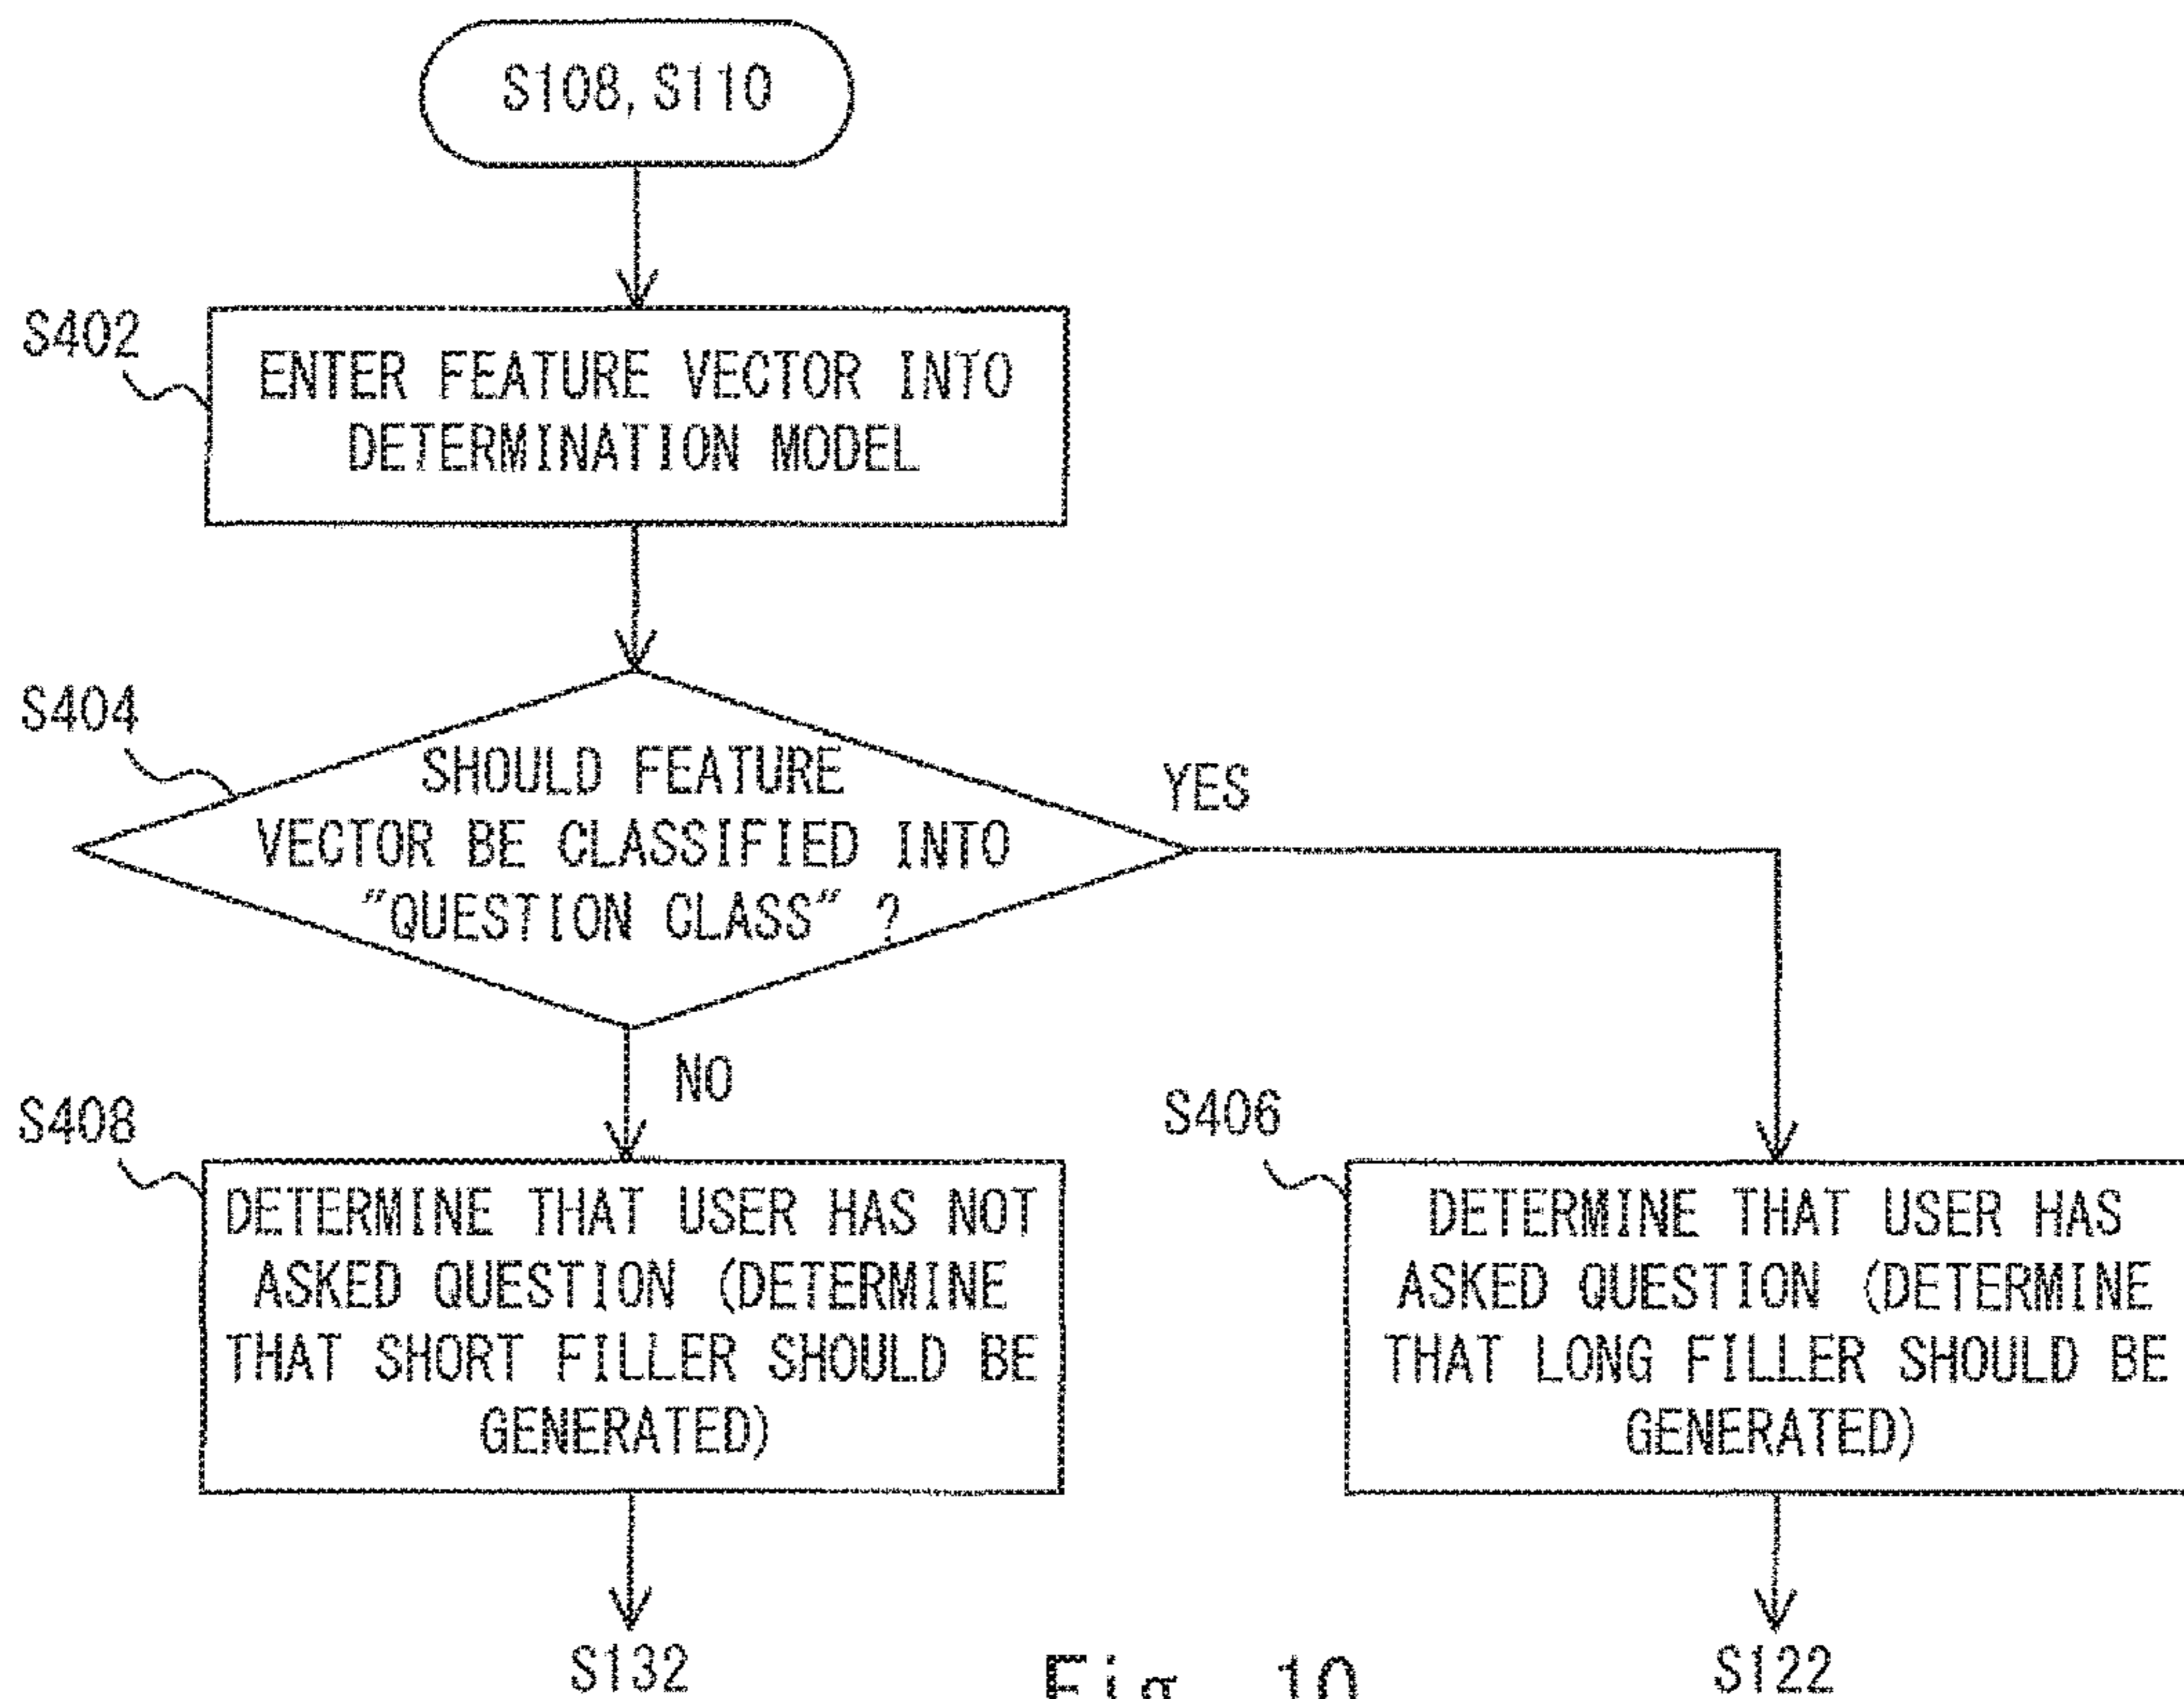 S108, S110
S402
ENTER FEATURE VECTOR INTO
DETERMINATION MODEL
S404
SHOULD FEATURE
VECTOR BE CLASSIFIED INTO
"QUESTION CLASS" ?
YES
NO
S408
DETERMINE THAT USER HAS NOT
ASKED QUESTION (DETERMINE
THAT SHORT FILLER SHOULD BE
GENERATED)
S406
DETERMINE THAT USER HAS
ASKED QUESTION (DETERMINE
THAT LONG FILLER SHOULD BE
GENERATED)
S132
S122
Fig. 10